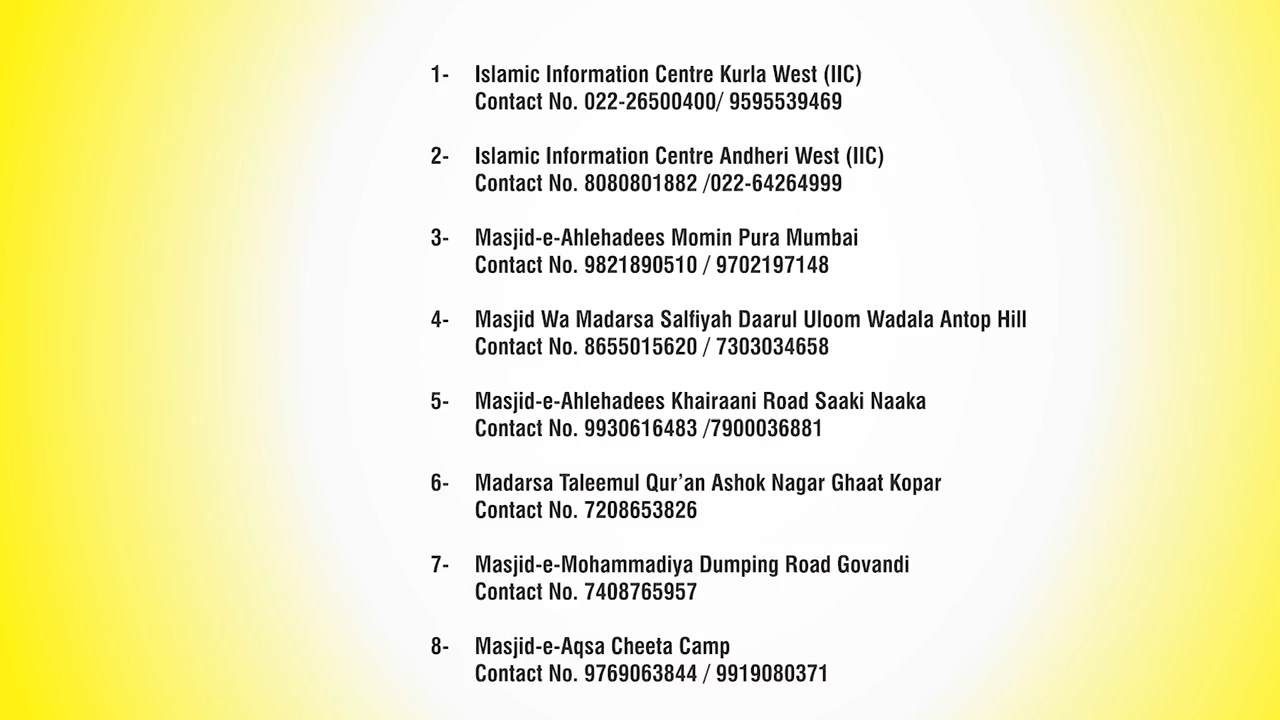 1- Islamic Information Centre Kurla West (IIC)
Contact No. 022-26500400/ 9595539469
2- Islamic Information Centre Andheri West (IIC)
Contact No. 8080801882 /022-64264999
3- Masjid-e-Ahlehadees Momin Pura Mumbai
Contact No. 9821890510 / 9702197148
4- Masjid Wa Madarsa Salfiyah Daarul Uloom Wadala Antop Hill
Contact No. 8655015620 / 7303034658
5- Masjid-e-Ahlehadees Khairaani Road Saaki Naaka
Contact No. 9930616483 /7900036881
6- Madarsa Taleemul Qur’an Ashok Nagar Ghaat Kopar
Contact No. 7208653826
7- Masjid-e-Mohammadiya Dumping Road Govandi
Contact No. 7408765957
8- Masjid-e-Aqsa Cheeta Camp
Contact No. 9769063844 / 9919080371